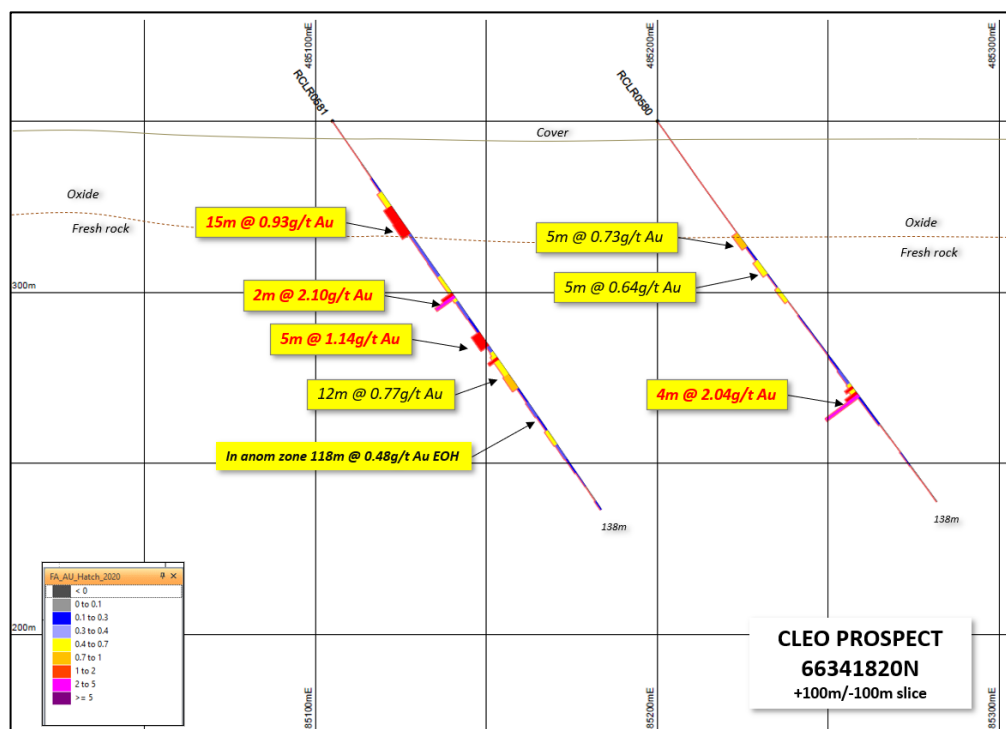 485100mE
485200mE
485300mE
RCLR0581
RCLR0580
Cover
Oxide
Fresh rock
15m @ 0.93g/t Au
5m @ 0.73g/t Au
Oxide
Fresh rock
5m @ 0.64g/t Au
300m
2m @ 2.10g/t Au
5m @ 1.14g/t Au
12m @ 0.77g/t Au
4m @ 2.04g/t Au
In anom zone 118m @ 0.48g/t Au EOH
138m
138m
FA_AU_Hatch_2020
< 0
0 to 0.1
0.1 to 0.3
0.3 to 0.4
0.4 to 0.7
0.7 to 1
1 to 2
2 to 5
>= 5
200m
CLEO PROSPECT
66341820N
+100m/-100m slice
85100mE
85200mE
85300mE